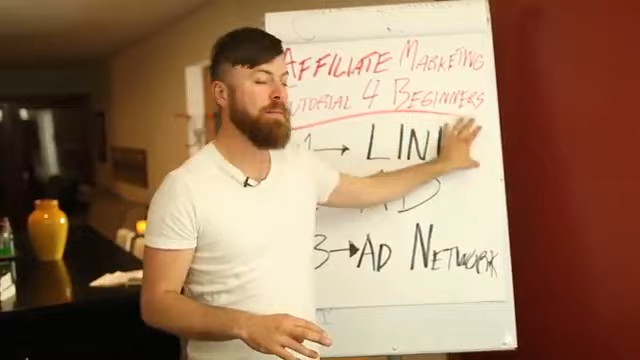 AFFILIATE MARKETING
TUTORIAL 4 BEGINNERS
1 → LINK
AD
3 → AD NETWORK